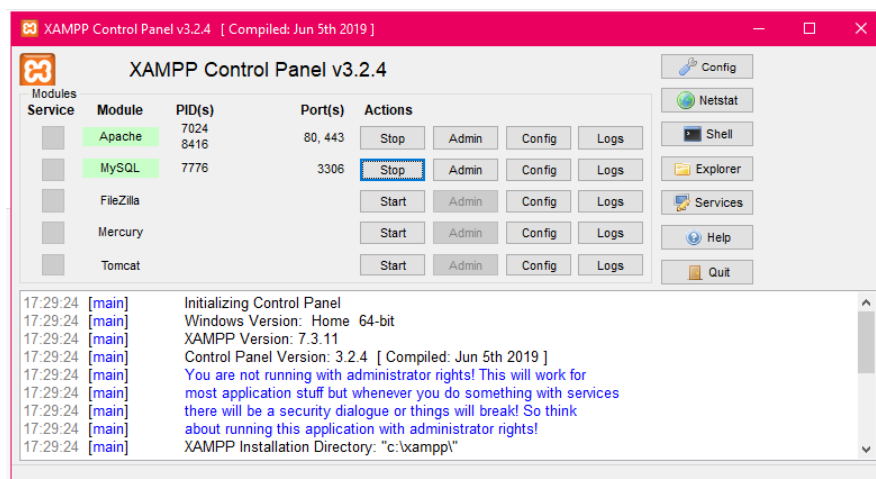 XAMPP Control Panel v3.2.4 [ Compiled: Jun 5th 2019 ]
XAMPP Control Panel v3.2.4
Config
Modules
Service Module PID(s) Port(s) Actions
Netstat
Apache 7024 8416 80, 443 Stop Admin Config Logs
Shell
MySQL 7776 3306 Stop Admin Config Logs
Explorer
FileZilla Start Admin Config Logs
Services
Mercury Start Admin Config Logs
Help
Tomcat Start Admin Config Logs
Quit
17:29:24 [main] Initializing Control Panel
17:29:24 [main] Windows Version: Home 64-bit
17:29:24 [main] XAMPP Version: 7.3.11
17:29:24 [main] Control Panel Version: 3.2.4 [ Compiled: Jun 5th 2019 ]
17:29:24 [main] You are not running with administrator rights! This will work for
17:29:24 [main] most application stuff but whenever you do something with services
17:29:24 [main] there will be a security dialogue or things will break! So think
17:29:24 [main] about running this application with administrator rights!
17:29:24 [main] XAMPP Installation Directory: "c:\xampp\"